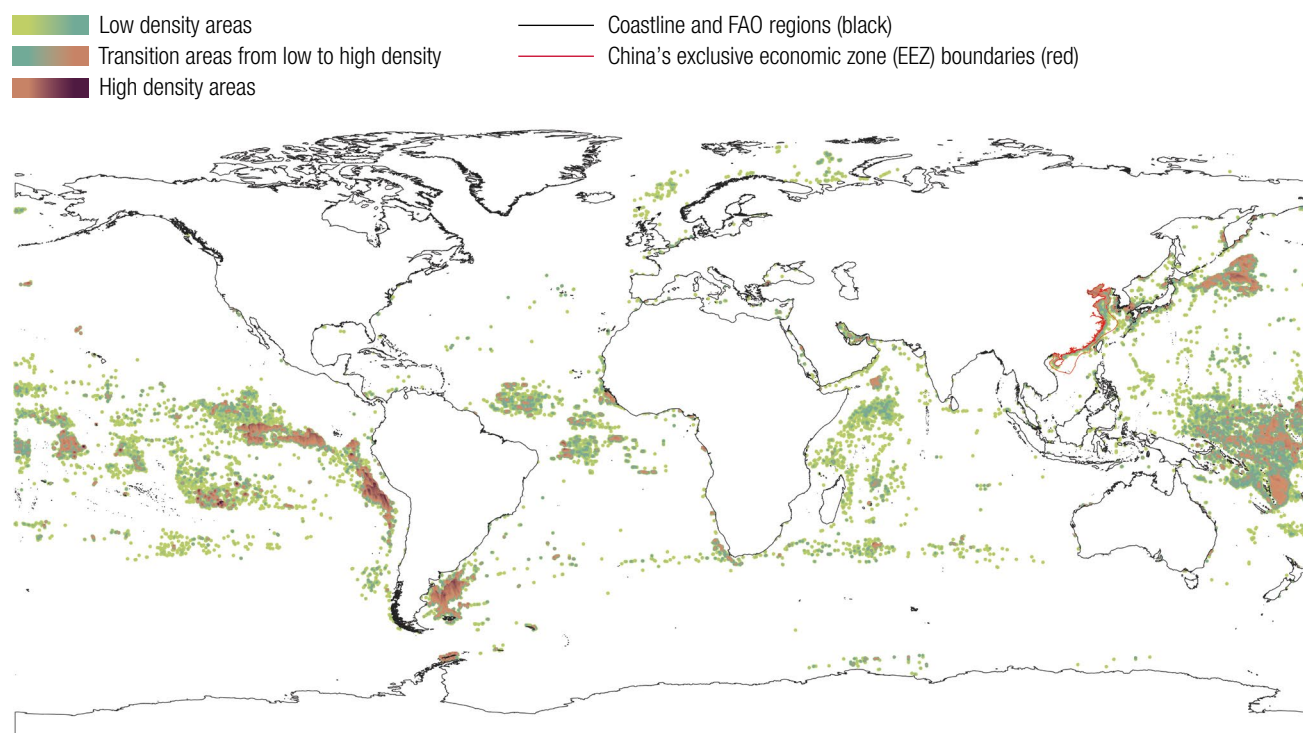 Low density areas
Transition areas from low to high density
High density areas
Coastline and FAO regions (black)
China's exclusive economic zone (EEZ) boundaries (red)